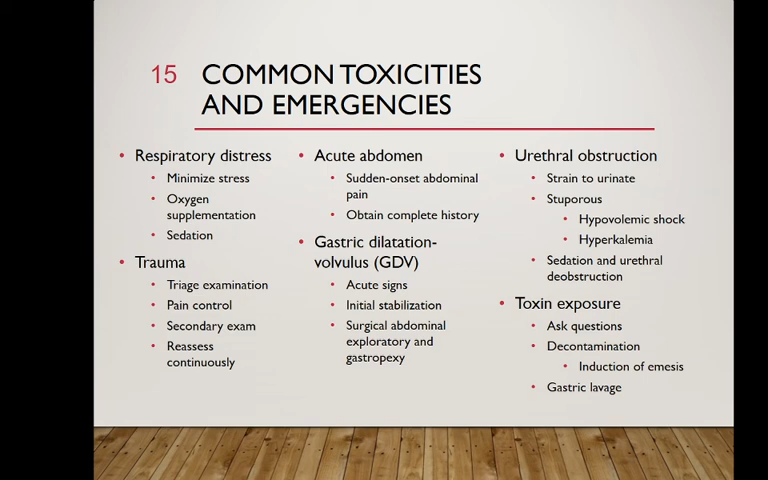 15
COMMON TOXICITIES
AND EMERGENCIES
• Respiratory distress
• Minimize stress
• Oxygen
supplementation
• Sedation
• Trauma
• Triage examination
• Pain control
• Secondary exam
• Reassess
continuously
• Acute abdomen
• Sudden-onset abdominal
pain
• Obtain complete history
• Gastric dilatation-
volvulus (GDV)
• Acute signs
• Initial stabilization
• Surgical abdominal
exploratory and
gastropexy
• Urethral obstruction
• Strain to urinate
• Stuporous
• Hypovolemic shock
• Hyperkalemia
• Sedation and urethral
deobstruction
• Toxin exposure
• Ask questions
• Decontamination
• Induction of emesis
• Gastric lavage